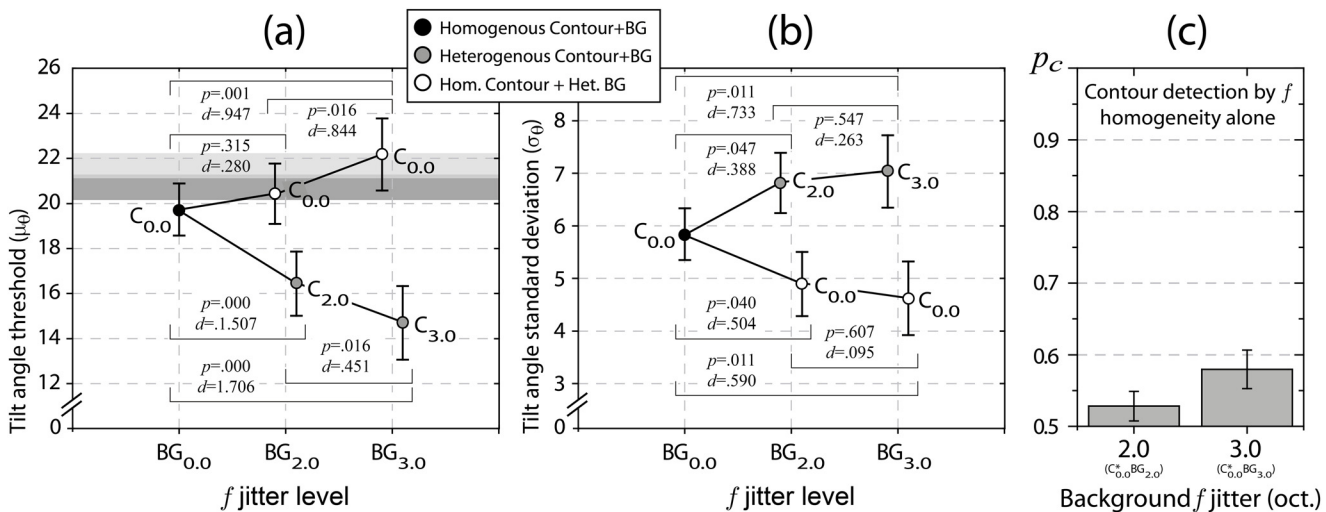 (a)
(b)
(c)
Homogenous Contour+BG
Heterogenous Contour+BG
Hom. Contour + Het. BG
Tilt angle threshold (μθ)
26
24
22
20
18
16
14
12
0
p=.001
d=.947
p=.016
d=.844
p=.315
d=.280
C0.0
C0.0
C0.0
C2.0
C3.0
p=.000
d=.1.507
p=.016
d=.451
p=.000
d=1.706
BG0.0
BG2.0
BG3.0
f jitter level
Tilt angle standard deviation (σθ)
8
7
6
5
4
3
0
p=.011
d=.733
p=.547
d=.263
p=.047
d=.388
C2.0
C3.0
C0.0
C0.0
C0.0
p=.040
d=.504
p=.607
d=.095
p=.011
d=.590
BG0.0
BG2.0
BG3.0
f jitter level
pc
Contour detection by f
homogeneity alone
0.9
0.8
0.7
0.6
0.5
2.0
3.0
(C*0.0BG2.0)
(C*0.0BG3.0)
Background f jitter (oct.)